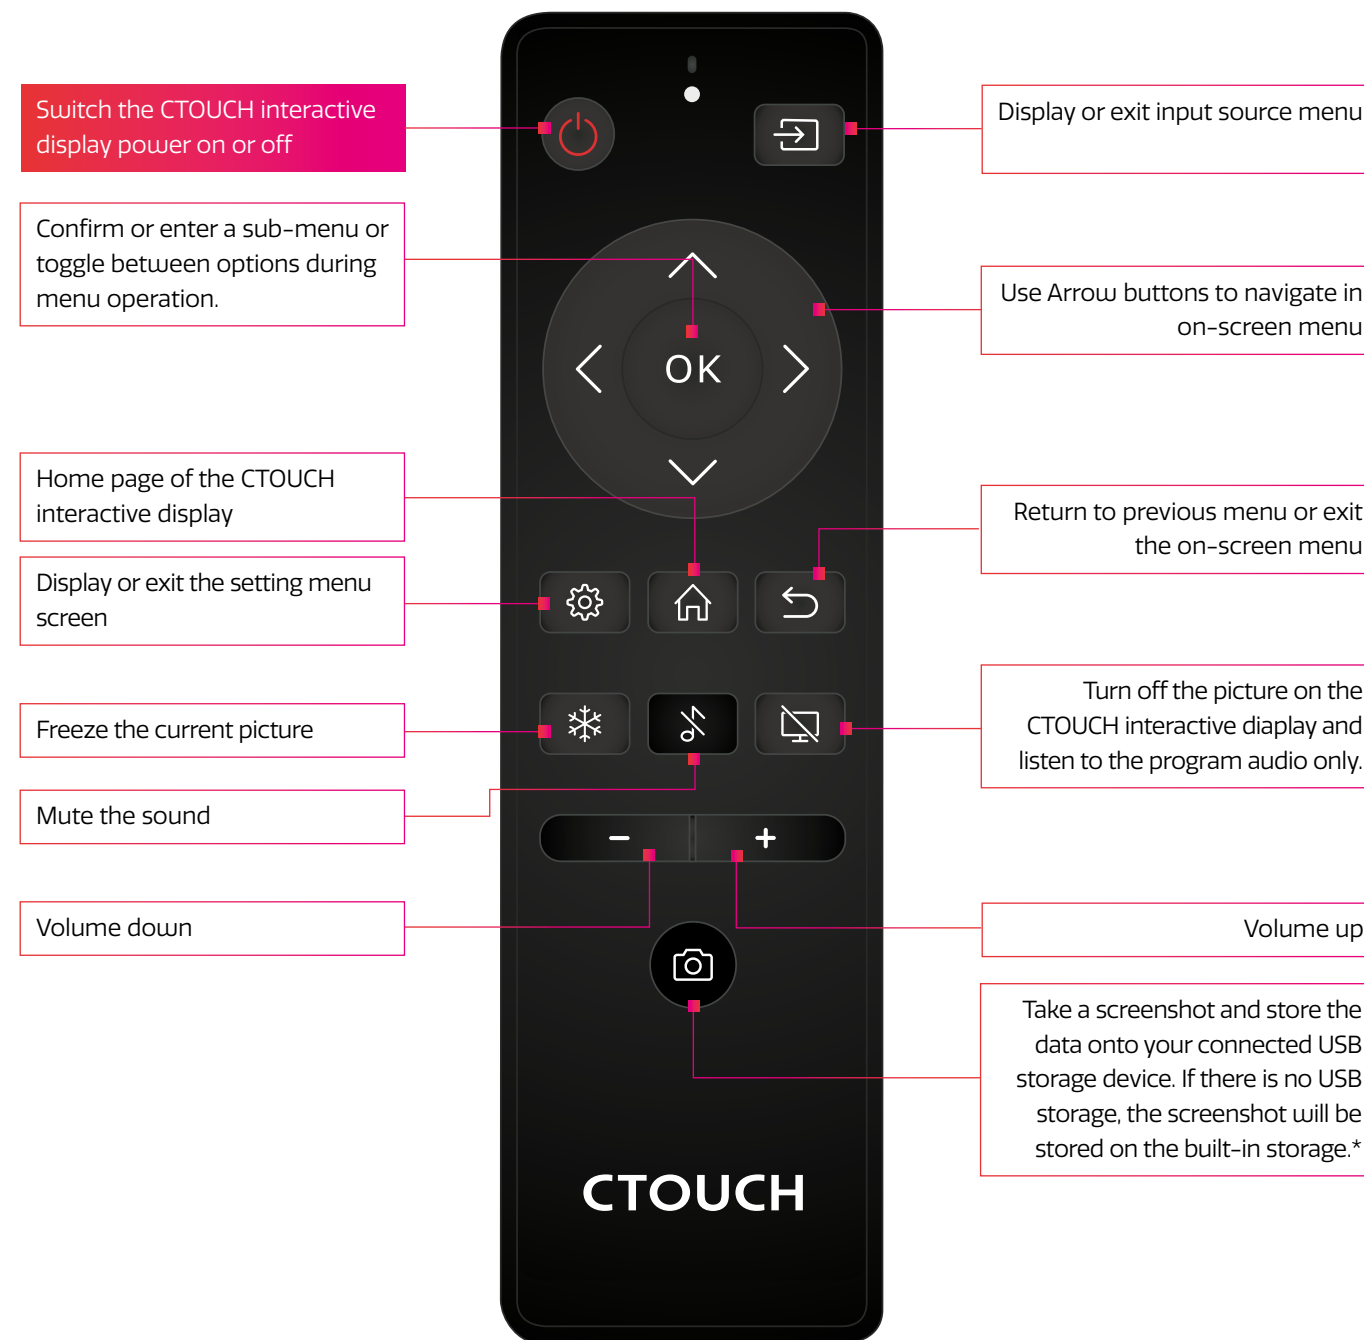 Switch the CTOUCH interactive
display power on or off
Confirm or enter a sub-menu or
toggle between options during
menu operation.
Home page of the CTOUCH
interactive display
Display or exit the setting menu
screen
Freeze the current picture
Mute the sound
Volume down
OK
CTOUCH
Display or exit input source menu
Use Arrow buttons to navigate in
on-screen menu
Return to previous menu or exit
the on-screen menu
Turn off the picture on the
CTOUCH interactive diaplay and
listen to the program audio only.
Volume up
Take a screenshot and store the
data onto your connected USB
storage device. If there is no USB
storage, the screenshot will be
stored on the built-in storage.*